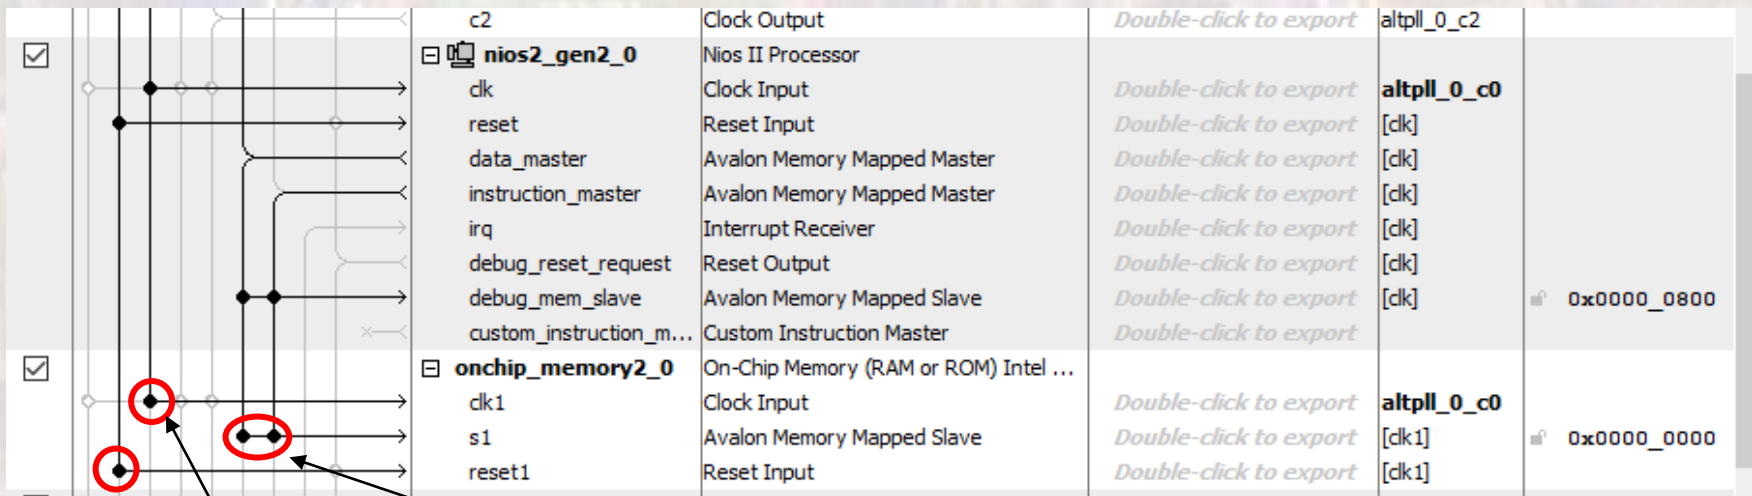 c2 Clock Output Double-click to export altpll_0_c2
nios2_gen2_0 Nios II Processor
clk Clock Input Double-click to export altpll_0_c0
reset Reset Input Double-click to export [clk]
data_master Avalon Memory Mapped Master Double-click to export [clk]
instruction_master Avalon Memory Mapped Master Double-click to export [clk]
irq Interrupt Receiver Double-click to export [clk]
debug_reset_request Reset Output Double-click to export [clk]
debug_mem_slave Avalon Memory Mapped Slave Double-click to export [clk] 0x0000_0800
custom_instruction_m... Custom Instruction Master Double-click to export
onchip_memory2_0 On-Chip Memory (RAM or ROM) Intel ...
clk1 Clock Input Double-click to export altpll_0_c0
s1 Avalon Memory Mapped Slave Double-click to export [clk1] 0x0000_0000
reset1 Reset Input Double-click to export [clk1]